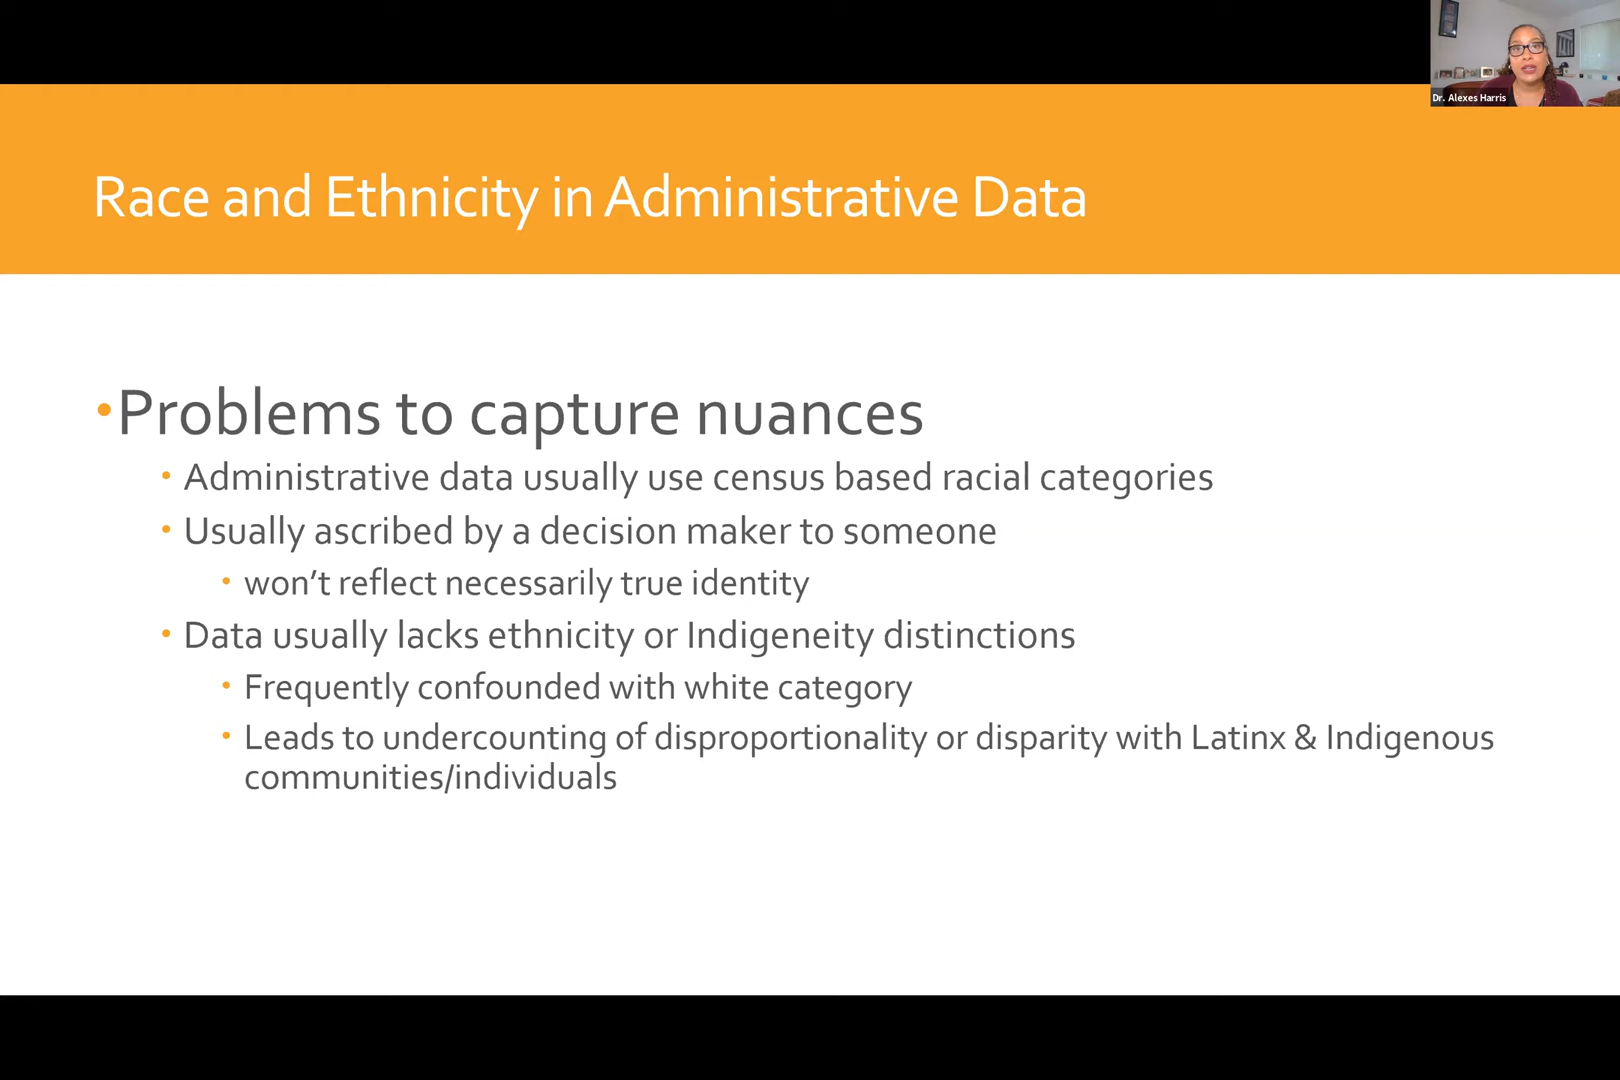 Dr. Alexes Harris
Race and Ethnicity in Administrative Data
•Problems to capture nuances
• Administrative data usually use census based racial categories
• Usually ascribed by a decision maker to someone
• won’t reflect necessarily true identity
• Data usually lacks ethnicity or Indigeneity distinctions
• Frequently confounded with white category
• Leads to undercounting of disproportionality or disparity with Latinx & Indigenous
communities/individuals